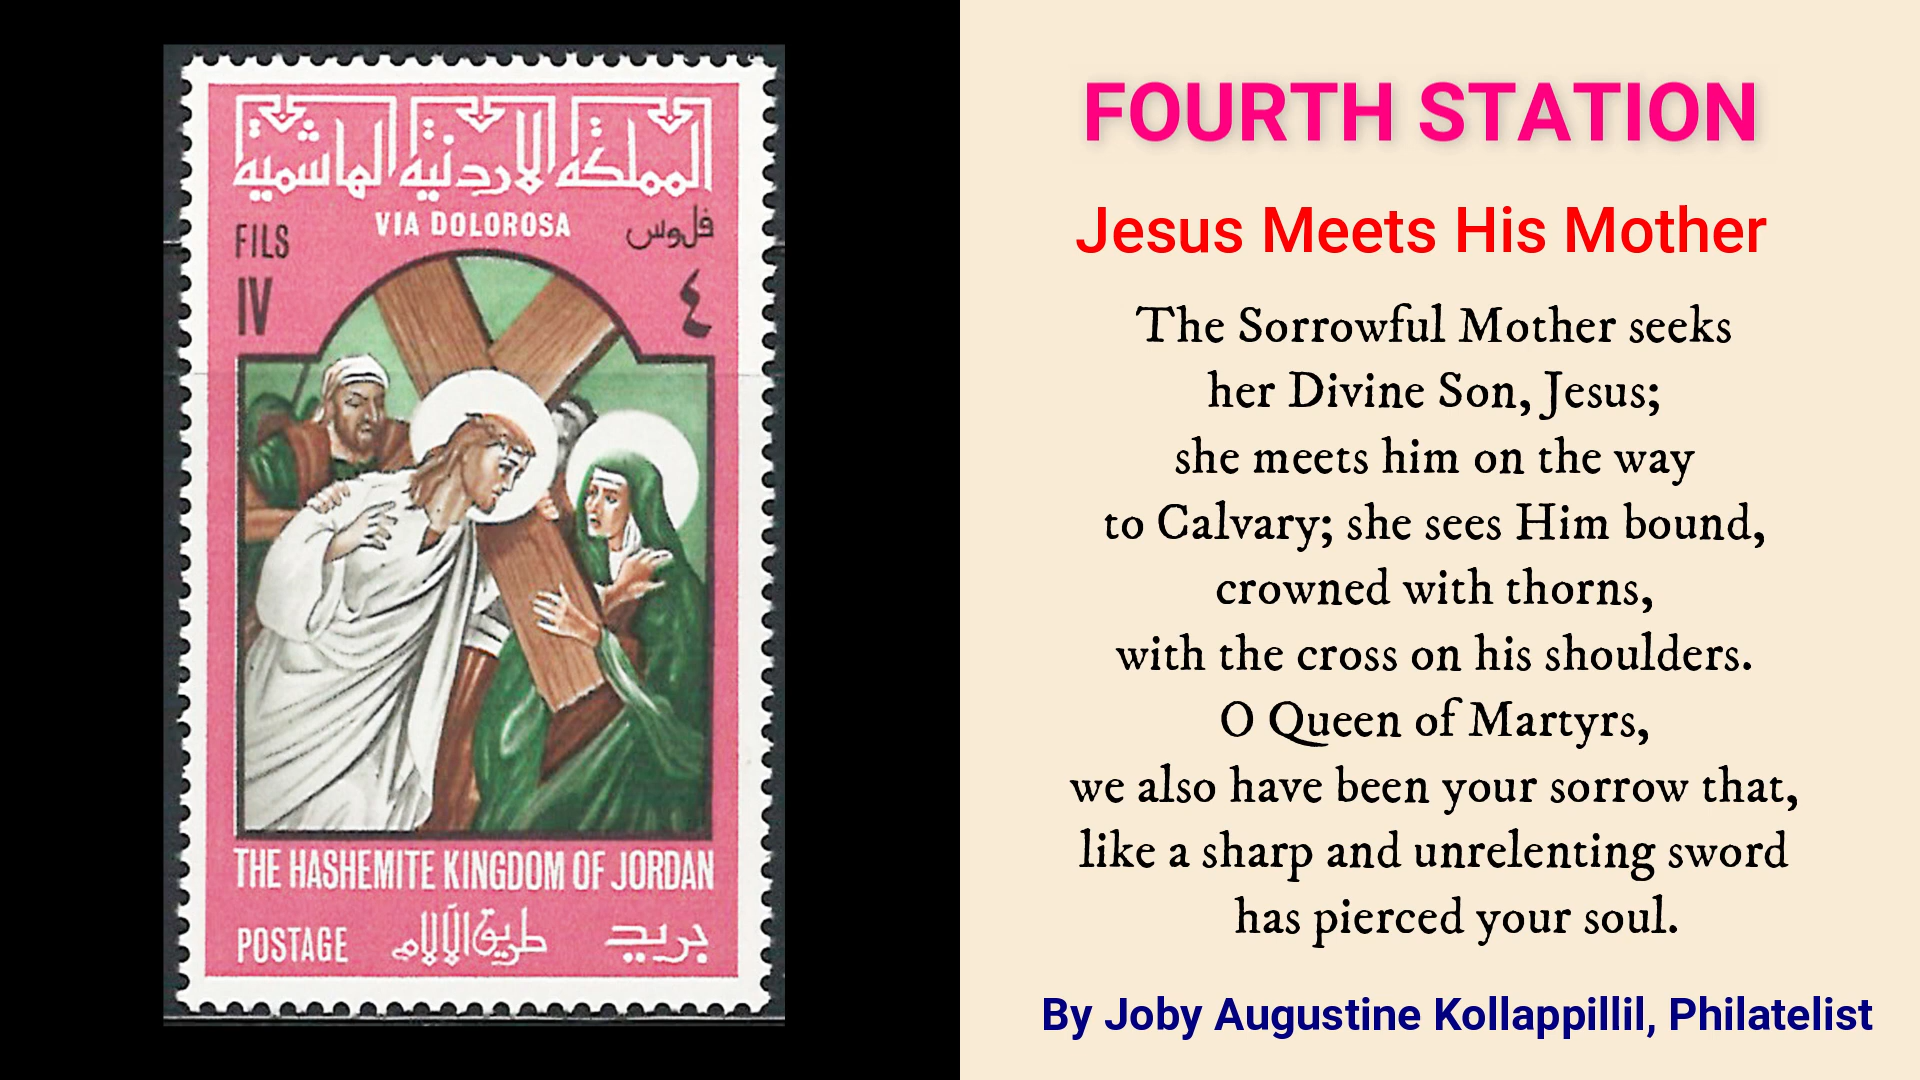 المملكة الاردنية الهاشمية
VIA DOLOROSA
FILS
فلوس
IV
٤
THE HASHEMITE KINGDOM OF JORDAN
POSTAGE
طريق الآلام
بريد
FOURTH STATION
Jesus Meets His Mother
The Sorrowful Mother seeks
her Divine Son, Jesus;
she meets him on the way
to Calvary; she sees Him bound,
crowned with thorns,
with the cross on his shoulders.
O Queen of Martyrs,
we also have been your sorrow that,
like a sharp and unrelenting sword
has pierced your soul.
By Joby Augustine Kollappillil, Philatelist